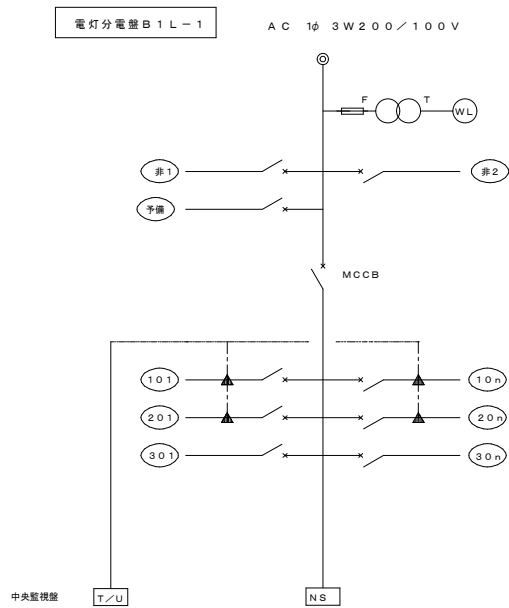 電灯分電盤B1L-1
AC 1φ 3W200/100V
F
T
WL
非1
非2
予備
MCCB
101
10n
201
20n
301
30n
中央監視盤
T/U
NS